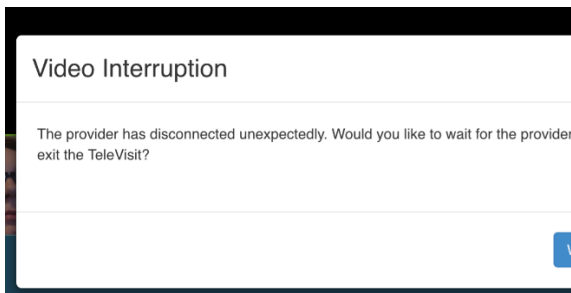 Video Interruption
The provider has disconnected unexpectedly. Would you like to wait for the provider
exit the TeleVisit?